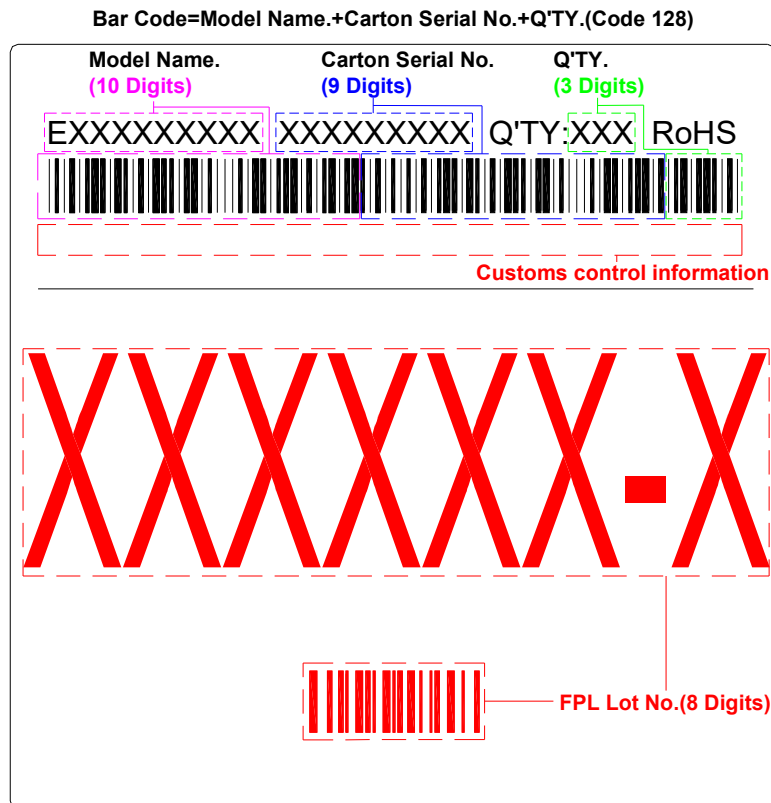 Bar Code=Model Name.+Carton Serial No.+Q'TY.(Code 128)
Model Name. Carton Serial No. Q'TY.
(10 Digits) (9 Digits) (3 Digits)
EXXXXXXXXX XXXXXXXXX Q'TY:XXX RoHS
Customs control information
XXXXXX-X
FPL Lot No.(8 Digits)